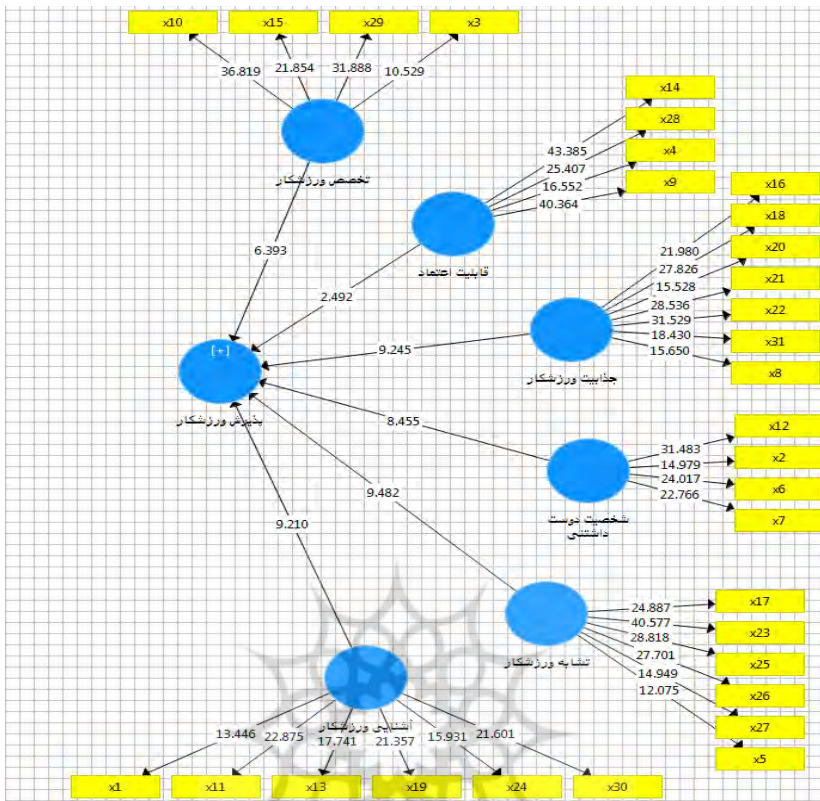 x10
x15
x29
x3
36.819
21.854
31.888
10.529
تخصص ورزشکار
6.393
x14
x28
x4
x9
43.385
25.407
16.552
40.364
قابلیت اعتماد
2.492
x16
x18
x20
x21
x22
x31
x8
21.980
27.826
15.528
28.536
31.529
18.430
15.650
جذابیت ورزشکار
9.245
[+]
پذیرش ورزشکار
x12
x2
x6
x7
31.483
14.979
24.017
22.766
شخصیت دوست
داشتنی
8.455
x17
x23
x25
x26
x27
x5
24.887
40.577
28.818
27.701
14.949
12.075
تشابه ورزشکار
9.482
9.210
آشنایی ورزشکار
13.446
22.875
17.741
21.357
15.931
21.601
x1
x11
x13
x19
x24
x30